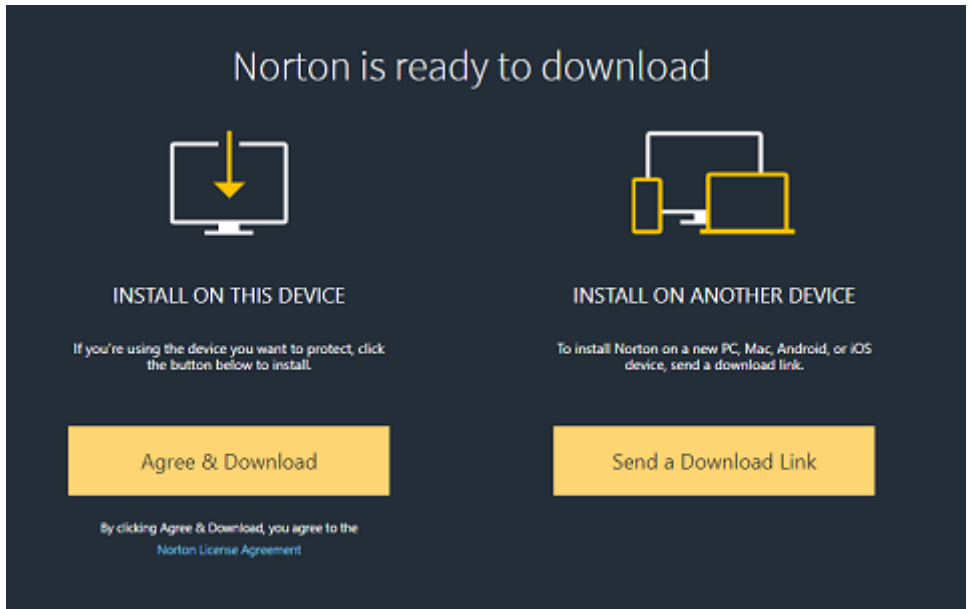 Norton is ready to download
INSTALL ON THIS DEVICE
If you're using the device you want to protect, click
the button below to install.
Agree & Download
By clicking Agree & Download, you agree to the
Norton License Agreement
INSTALL ON ANOTHER DEVICE
To install Norton on a new PC, Mac, Android, or iOS
device, send a download link.
Send a Download Link